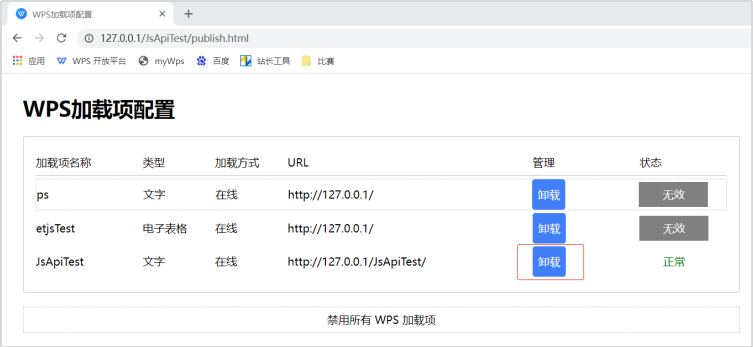 WPS加载项配置
127.0.0.1/JsApiTest/publish.html
应用 WPS 开放平台 myWps 百度 站长工具 比赛
WPS加载项配置
加载项名称 类型 加载方式 URL 管理 状态
ps 文字 在线 http://127.0.0.1/ 卸载 无效
etjsTest 电子表格 在线 http://127.0.0.1/ 卸载 无效
JsApiTest 文字 在线 http://127.0.0.1/JsApiTest/ 卸载 正常
禁用所有 WPS 加载项